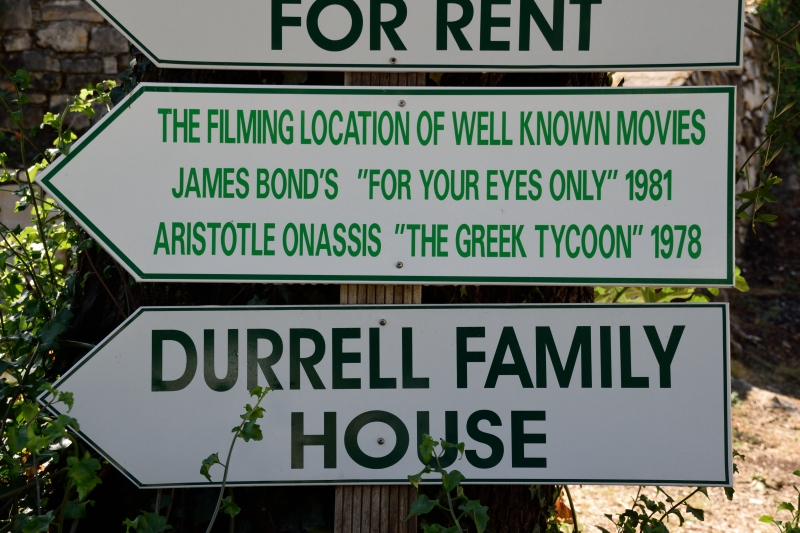 FOR RENT
THE FILMING LOCATION OF WELL KNOWN MOVIES
JAMES BOND'S "FOR YOUR EYES ONLY" 1981
ARISTOTLE ONASSIS "THE GREEK TYCOON" 1978
DURRELL FAMILY
HOUSE